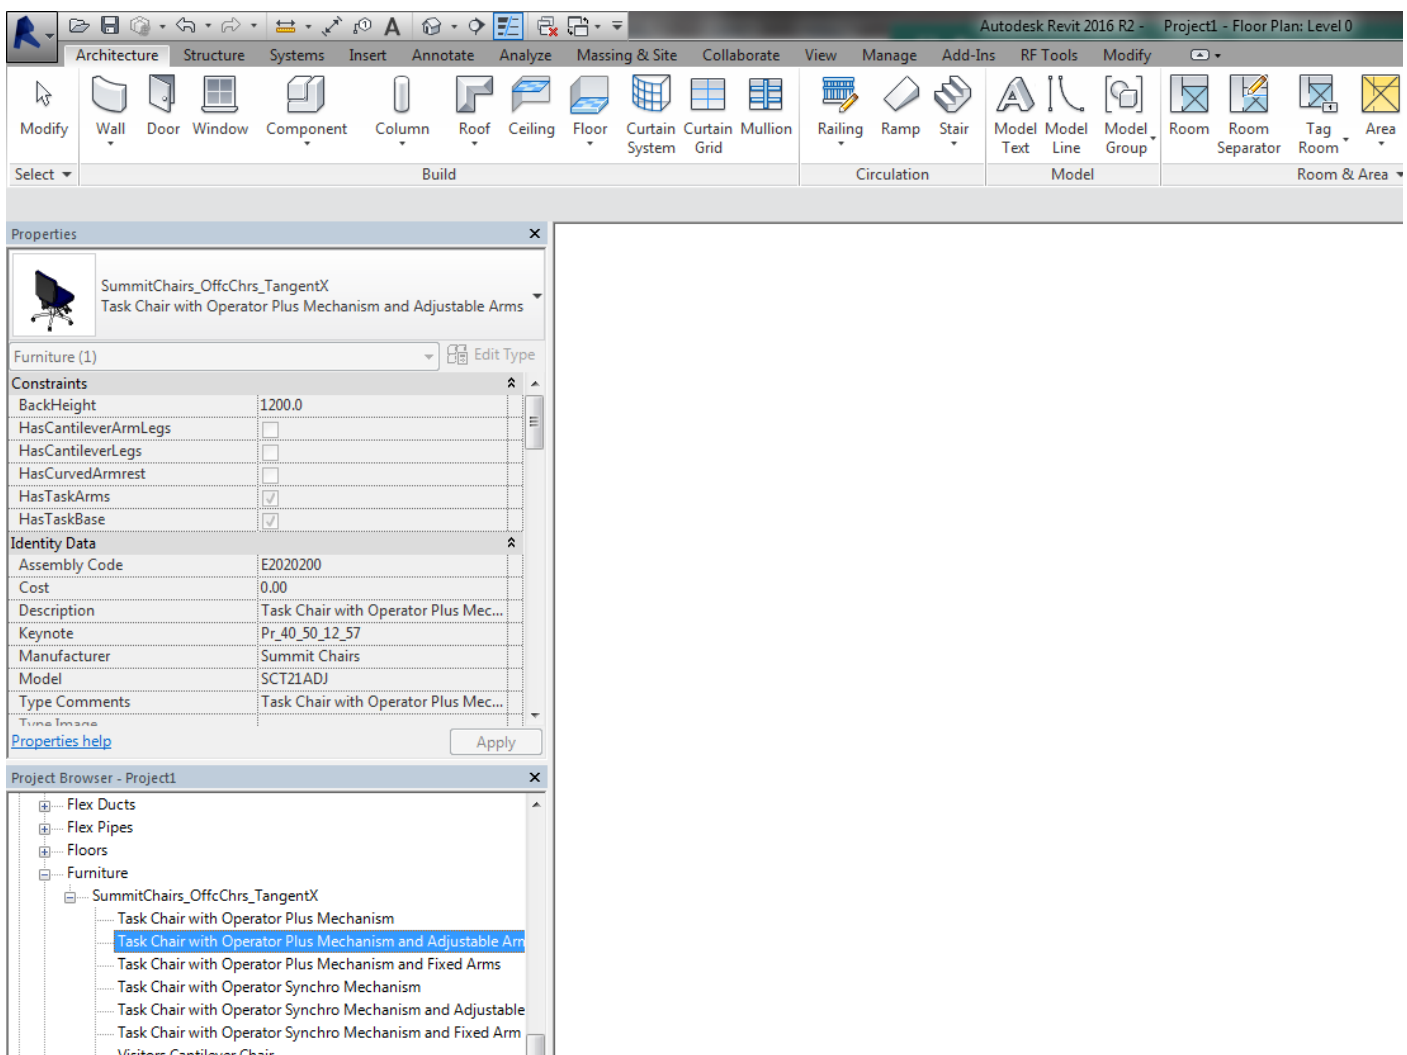 Autodesk Revit 2016 R2 - Project1 - Floor Plan: Level 0
Architecture Structure Systems Insert Annotate Analyze Massing & Site Collaborate View Manage Add-Ins RF Tools Modify
Modify Wall Door Window Component Column Roof Ceiling Floor Curtain System Curtain Grid Mullion Railing Ramp Stair Model Text Model Line Model Group Room Room Separator Tag Room Area
Select Build Circulation Model Room & Area
Properties
SummitChairs_OffcChrs_TangentX
Task Chair with Operator Plus Mechanism and Adjustable Arms
Furniture (1) Edit Type
Constraints
BackHeight 1200.0
HasCantileverArmLegs
HasCantileverLegs
HasCurvedArmrest
HasTaskArms
HasTaskBase
Identity Data
Assembly Code E2020200
Cost 0.00
Description Task Chair with Operator Plus Mec...
Keynote Pr_40_50_12_57
Manufacturer Summit Chairs
Model SCT21ADJ
Type Comments Task Chair with Operator Plus Mec...
Type Image
Properties help Apply
Project Browser - Project1
Flex Ducts
Flex Pipes
Floors
Furniture
SummitChairs_OffcChrs_TangentX
Task Chair with Operator Plus Mechanism
Task Chair with Operator Plus Mechanism and Adjustable Arm
Task Chair with Operator Plus Mechanism and Fixed Arms
Task Chair with Operator Synchro Mechanism
Task Chair with Operator Synchro Mechanism and Adjustable
Task Chair with Operator Synchro Mechanism and Fixed Arm
Visitors Cantilever Chair